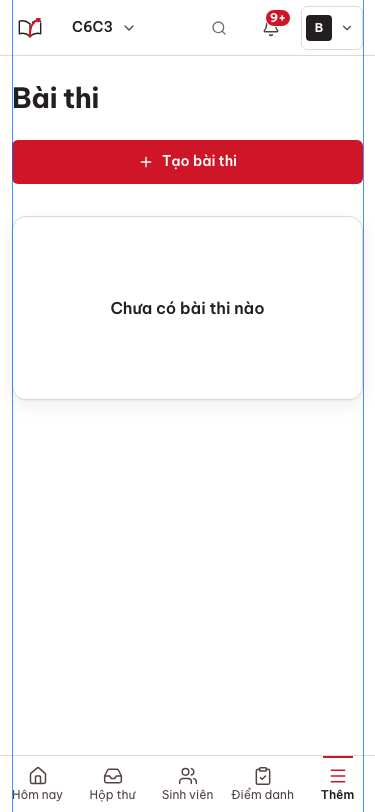 C6C3
9+
B
Bài thi
+ Tạo bài thi
Chưa có bài thi nào
Hôm nay
Hộp thư
Sinh viên
Điểm danh
Thêm